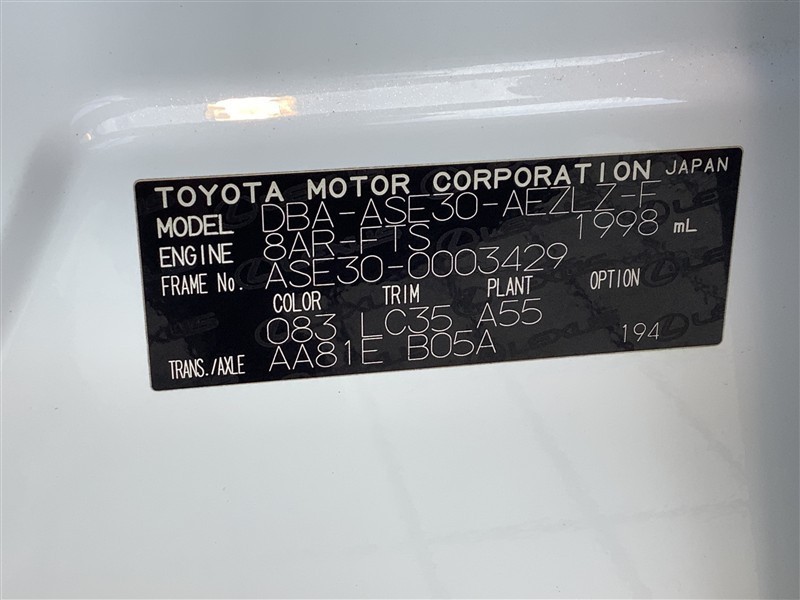 TOYOTA MOTOR CORPORATION JAPAN
MODEL DBA-ASE30-AEZLZ-F
ENGINE 8AR-FTS 1998 mL
FRAME No. ASE30-0003429
COLOR TRIM PLANT OPTION
083 LC35 A55
TRANS./AXLE AA81E B05A 194